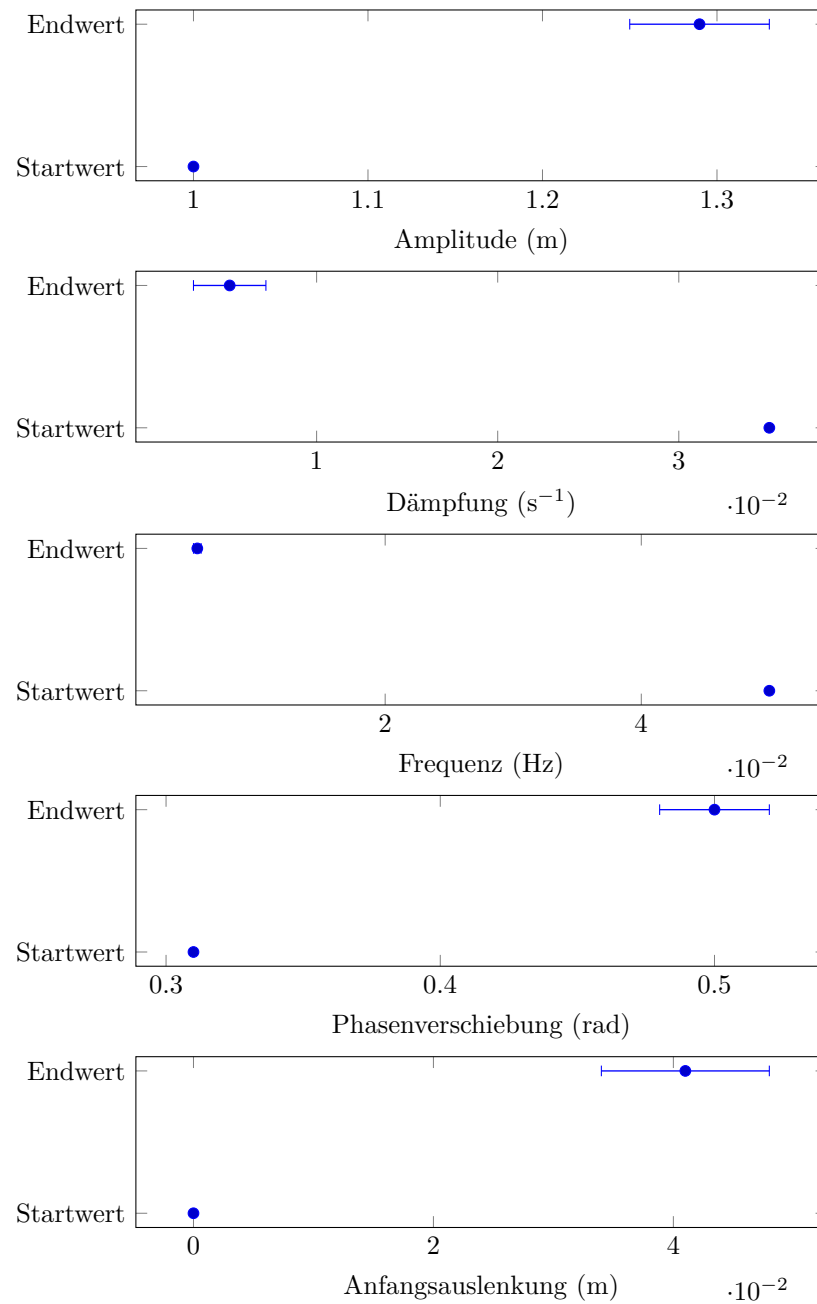 Endwert
Startwert
1 1.1 1.2 1.3
Amplitude (m)
Endwert
Startwert
1 2 3
Dämpfung (s⁻¹) ·10⁻²
Endwert
Startwert
2 4
Frequenz (Hz) ·10⁻²
Endwert
Startwert
0.3 0.4 0.5
Phasenverschiebung (rad)
Endwert
Startwert
0 2 4
Anfangsauslenkung (m) ·10⁻²